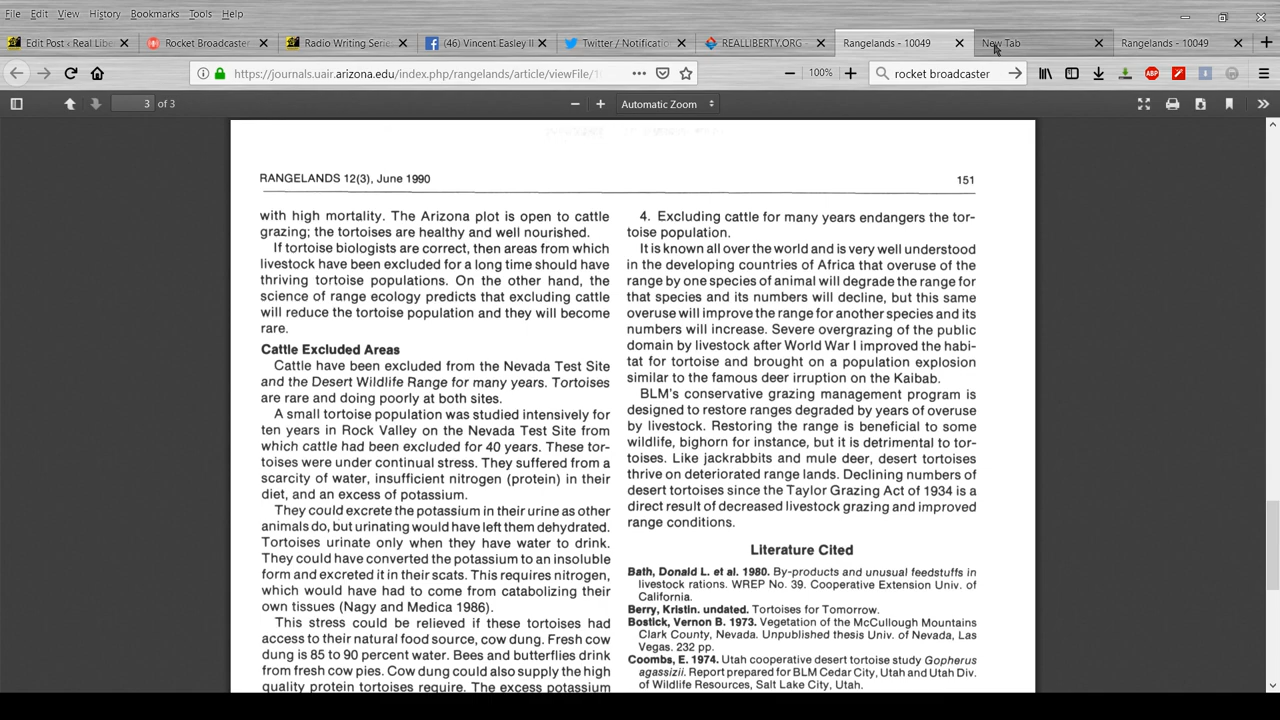 File Edit View History Bookmarks Tools Help
Edit Post ‹ Real Libe
Rocket Broadcaster
Radio Writing Serie
(46) Vincent Easley II
Twitter / Notificatio
REALLIBERTY.ORG -
Rangelands - 10049
New Tab
Rangelands - 10049
https://journals.uair.arizona.edu/index.php/rangelands/article/viewFile/1
100%
rocket broadcaster
ABP
3 of 3
Automatic Zoom
RANGELANDS 12(3), June 1990
151
with high mortality. The Arizona plot is open to cattle
grazing; the tortoises are healthy and well nourished.
If tortoise biologists are correct, then areas from which
livestock have been excluded for a long time should have
thriving tortoise populations. On the other hand, the
science of range ecology predicts that excluding cattle
will reduce the tortoise population and they will become
rare.
Cattle Excluded Areas
Cattle have been excluded from the Nevada Test Site
and the Desert Wildlife Range for many years. Tortoises
are rare and doing poorly at both sites.
A small tortoise population was studied intensively for
ten years in Rock Valley on the Nevada Test Site from
which cattle had been excluded for 40 years. These tor-
toises were under continual stress. They suffered from a
scarcity of water, insufficient nitrogen (protein) in their
diet, and an excess of potassium.
They could excrete the potassium in their urine as other
animals do, but urinating would have left them dehydrated.
Tortoises urinate only when they have water to drink.
They could have converted the potassium to an insoluble
form and excreted it in their scats. This requires nitrogen,
which would have had to come from catabolizing their
own tissues (Nagy and Medica 1986).
This stress could be relieved if these tortoises had
access to their natural food source, cow dung. Fresh cow
dung is 85 to 90 percent water. Bees and butterflies drink
from fresh cow pies. Cow dung could also supply the high
quality protein tortoises require. The excess potassium
4. Excluding cattle for many years endangers the tor-
toise population.
It is known all over the world and is very well understood
in the developing countries of Africa that overuse of the
range by one species of animal will degrade the range for
that species and its numbers will decline, but this same
overuse will improve the range for another species and its
numbers will increase. Severe overgrazing of the public
domain by livestock after World War I improved the habi-
tat for tortoise and brought on a population explosion
similar to the famous deer irruption on the Kaibab.
BLM's conservative grazing management program is
designed to restore ranges degraded by years of overuse
by livestock. Restoring the range is beneficial to some
wildlife, bighorn for instance, but it is detrimental to tor-
toises. Like jackrabbits and mule deer, desert tortoises
thrive on deteriorated range lands. Declining numbers of
desert tortoises since the Taylor Grazing Act of 1934 is a
direct result of decreased livestock grazing and improved
range conditions.
Literature Cited
Bath, Donald L. et al. 1980. By-products and unusual feedstuffs in
livestock rations. WREP No. 39. Cooperative Extension Univ. of
California.
Berry, Kristin. undated. Tortoises for Tomorrow.
Bostick, Vernon B. 1973. Vegetation of the McCullough Mountains
Clark County, Nevada. Unpublished thesis Univ. of Nevada, Las
Vegas. 232 pp.
Coombs, E. 1974. Utah cooperative desert tortoise study Gopherus
agassizii. Report prepared for BLM Cedar City, Utah and Utah Div.
of Wildlife Resources, Salt Lake City, Utah.